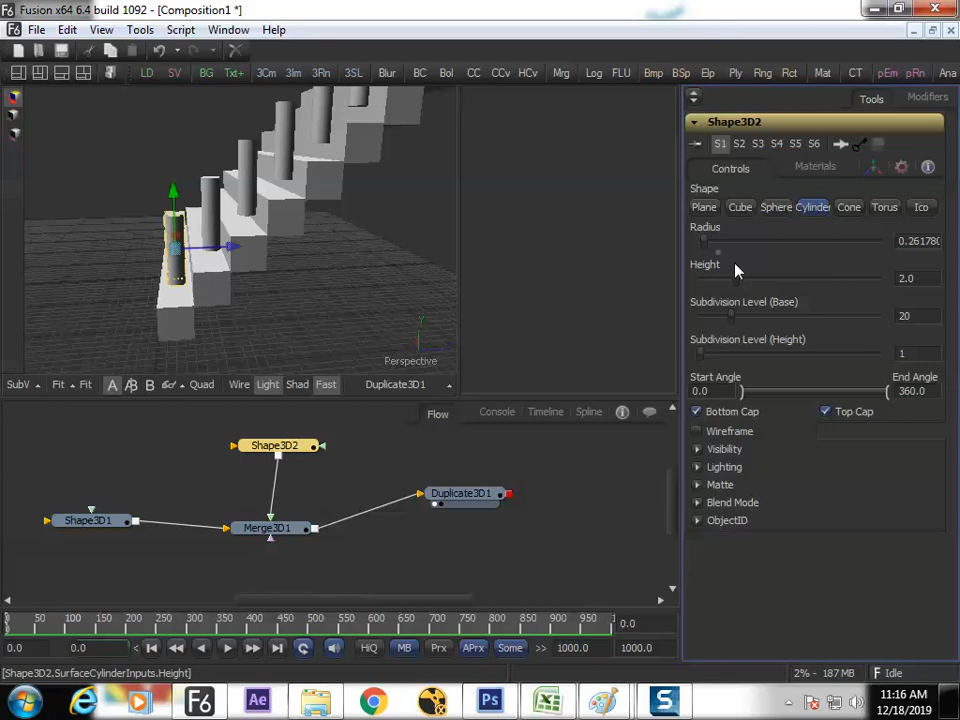 Fusion x64 6.4 build 1092 - [Composition1 *]
File Edit View Tools Script Window Help
LD SV BG Txt+ 3Cm 3Im 3Rn 3SL Blur BC Bol CC CCv HCv Mrg Log FLU Bmp BSp Elp Ply Rng Rct Mat CT pEm pRn Ana
Tools Modifiers
Shape3D2
S1 S2 S3 S4 S5 S6
Controls Materials
Shape
Plane Cube Sphere Cylinder Cone Torus Ico
Radius
0.261780
Height
2.0
Subdivision Level (Base)
20
Subdivision Level (Height)
1
Start Angle End Angle
0.0 360.0
Bottom Cap Top Cap
Wireframe
Visibility
Lighting
Matte
Blend Mode
ObjectID
Y
Perspective
SubV Fit Fit A B Quad Wire Light Shad Fast Duplicate3D1
Flow Console Timeline Spline
Shape3D2
Duplicate3D1
Shape3D1
Merge3D1
0 50 100 150 200 250 300 350 400 450 500 550 600 650 700 750 800 850 900 950 0.0
0.0 0.0 HiQ MB Prx APrx Some >> 1000.0 1000.0
[Shape3D2.SurfaceCylinderInputs.Height] 2% - 187 MB Idle
F6 Ae Ps S
11:16 AM
12/18/2019